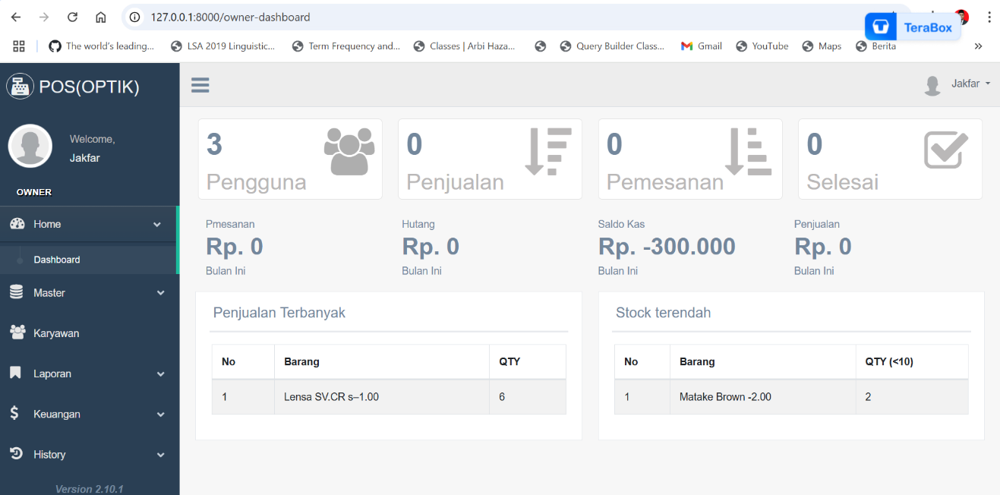 127.0.0.1:8000/owner-dashboard
TeraBox
The world's leading...
LSA 2019 Linguistic...
Term Frequency and...
Classes | Arbi Haza...
Query Builder Class...
Gmail
YouTube
Maps
Berita
POS(OPTIK)
Jakfar
Welcome,
Jakfar
OWNER
Home
Dashboard
Master
Karyawan
Laporan
Keuangan
History
Version 2.10.1
3
Pengguna
0
Penjualan
0
Pemesanan
0
Selesai
Pmesanan
Rp. 0
Bulan Ini
Hutang
Rp. 0
Bulan Ini
Saldo Kas
Rp. -300.000
Bulan Ini
Penjualan
Rp. 0
Bulan Ini
Penjualan Terbanyak
No Barang QTY
1 Lensa SV.CR s–1.00 6
Stock terendah
No Barang QTY (<10)
1 Matake Brown -2.00 2